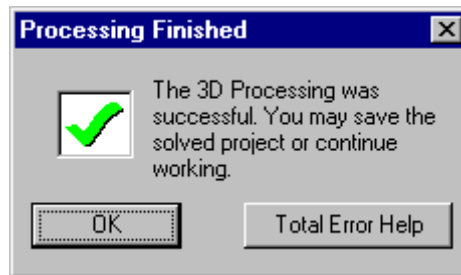 Processing Finished
The 3D Processing was
successful. You may save the
solved project or continue
working.
OK
Total Error Help